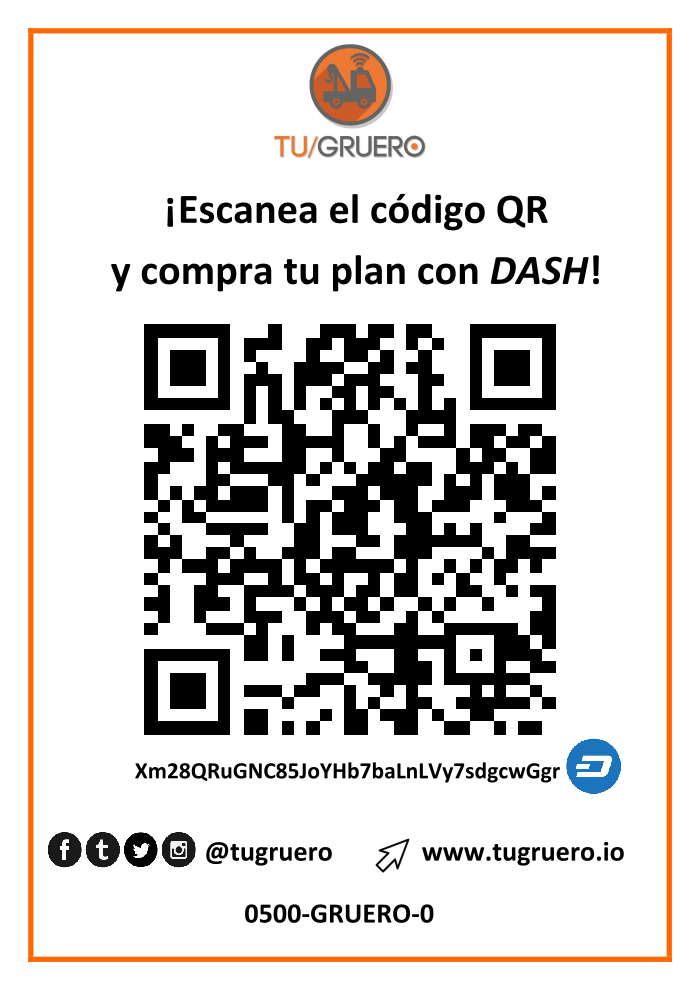 TU/GRUERO
¡Escanea el código QR
y compra tu plan con DASH!
Xm28QRuGNC85JoYHb7baLnLVy7sdgcwGgr
@tugruero
www.tugruero.io
0500-GRUERO-0